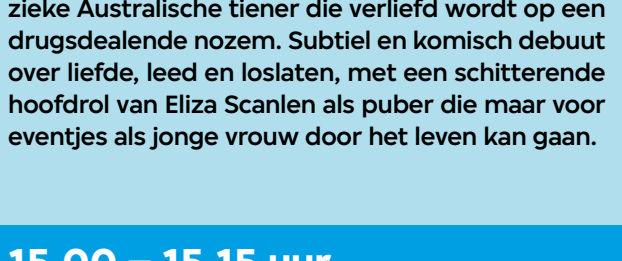 zieke Australische tiener die verliefd wordt op een
drugsdealende nozem. Subtiel en komisch debuut
over liefde, leed en loslaten, met een schitterende
hoofdrol van Eliza Scanlen als puber die maar voor
eventjes als jonge vrouw door het leven kan gaan.
15.00 – 15.15 uur